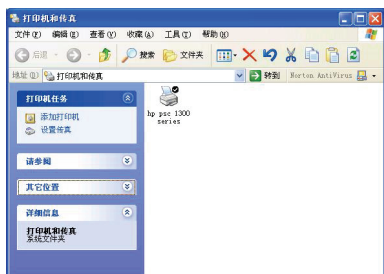 打印机和传真
文件(F) 编辑(E) 查看(V) 收藏(A) 工具(T) 帮助(H)
后退 搜索 文件夹
地址(D) 打印机和传真 转到 Norton AntiVirus
打印机任务
添加打印机
设置传真
请参阅
其它位置
详细信息
打印机和传真
系统文件夹
hp psc 1300
series